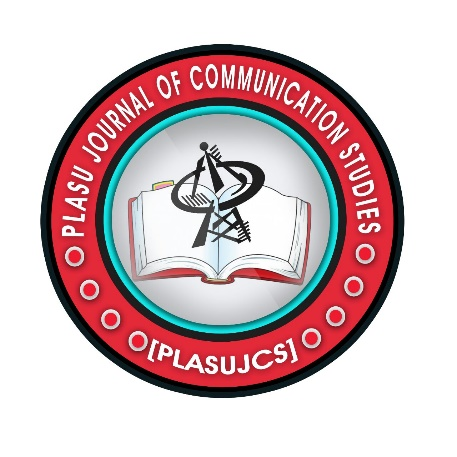 PLASU JOURNAL OF COMMUNICATION STUDIES
[PLASUJCS]